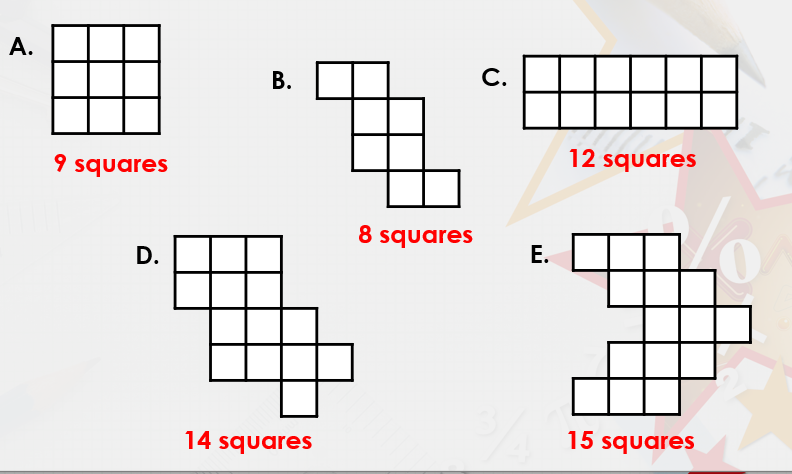 A.
9 squares
B.
8 squares
C.
12 squares
D.
14 squares
E.
15 squares